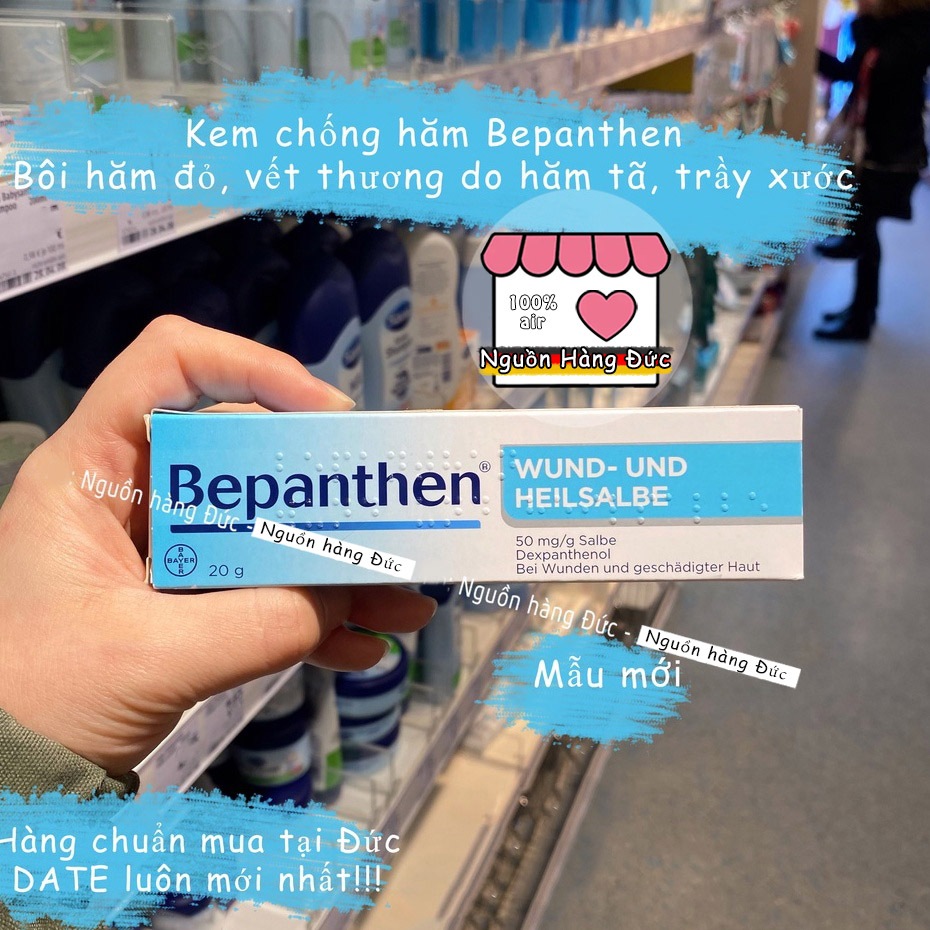 Kem chống hăm Bepanthen
Bôi hăm đỏ, vết thương do hăm tã, trầy xước
100%
air
Nguồn Hàng Đức
Bepanthen®
WUND- UND
HEILSALBE
50 mg/g Salbe
Dexpanthenol
Bei Wunden und geschädigter Haut
BAYER
BAYER
20 g
Nguồn hàng Đức - Nguồn hàng Đức
Nguồn hàng Đức - Nguồn hàng Đức
Mẫu mới
Hàng chuẩn mua tại Đức
DATE luôn mới nhất!!!